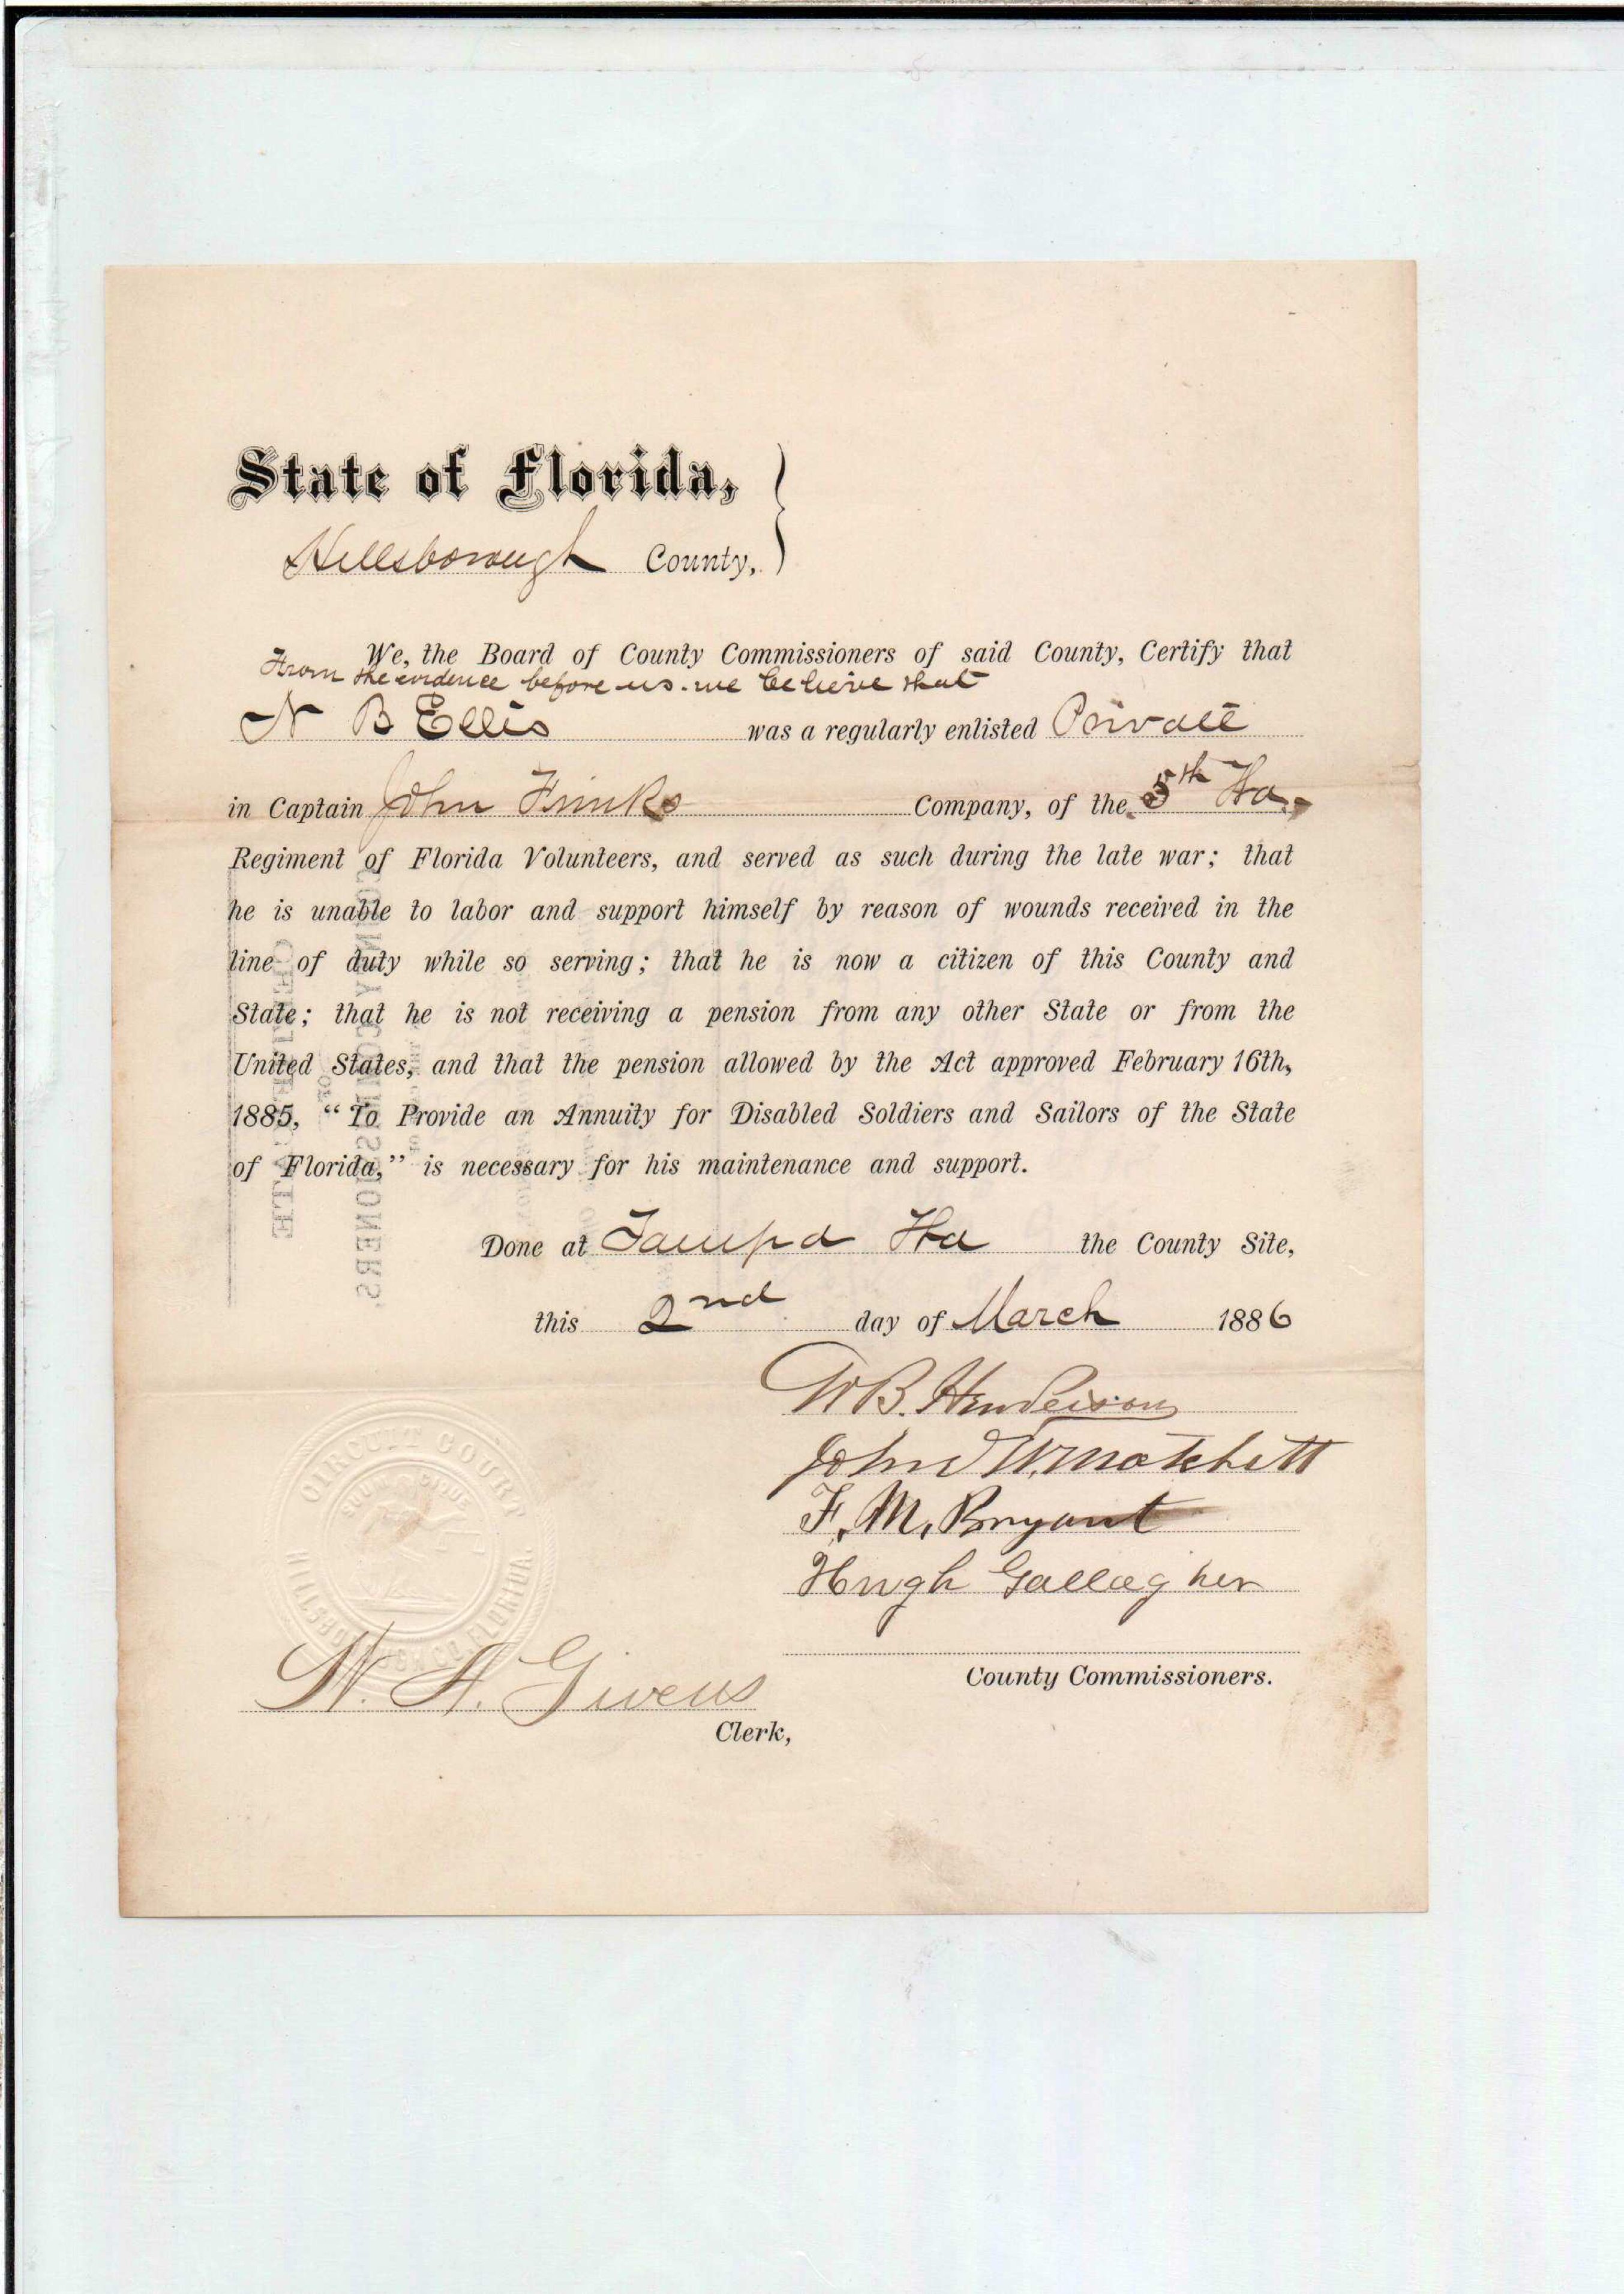 State of Florida,
Hillsborough County,
We, the Board of County Commissioners of said County, Certify that
From the evidence before us. we believe that
N B Ellis was a regularly enlisted Private
in Captain John Frinks Company, of the 5th Fla.
Regiment of Florida Volunteers, and served as such during the late war; that
he is unable to labor and support himself by reason of wounds received in the
line of duty while so serving; that he is now a citizen of this County and
State; that he is not receiving a pension from any other State or from the
United States, and that the pension allowed by the Act approved February 16th,
1885, “To Provide an Annuity for Disabled Soldiers and Sailors of the State
of Florida,” is necessary for his maintenance and support.
Done at Tampa Fla the County Site,
this 2nd day of March 1886
W B. Henderson
John W. Matchett
F. M. Bryant
Hugh Gallagher
County Commissioners.
CIRCUIT COURT
HILLSBOROUGH CO. FLORIDA.
W. A. Givens
Clerk,